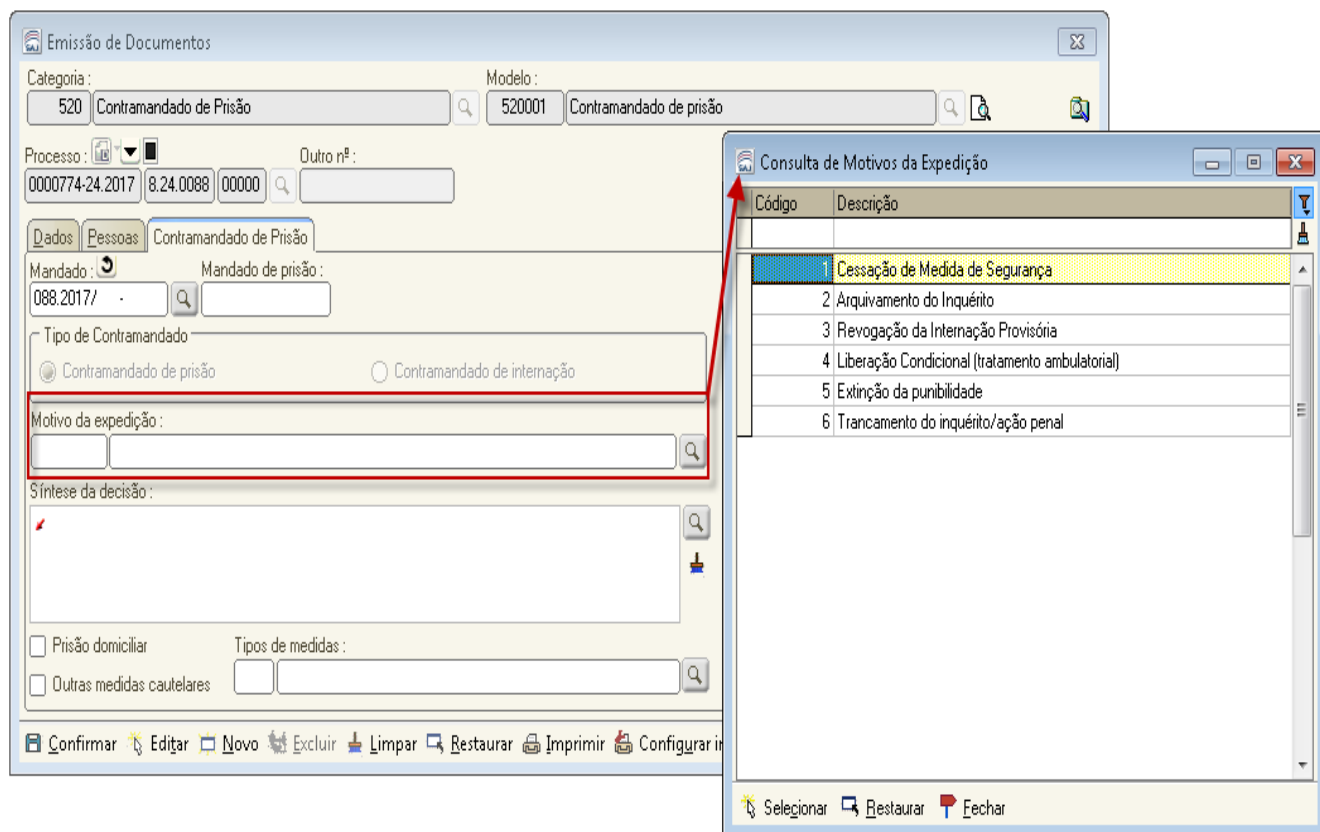 Emissão de Documentos
Categoria :
Modelo :
520 Contramandado de Prisão
520001 Contramandado de prisão
Processo :
Outro nº :
0000774-24.2017 8.24.0088 00000
Dados Pessoas Contramandado de Prisão
Mandado :
Mandado de prisão :
088.2017/ -
Tipo de Contramandado
Contramandado de prisão
Contramandado de internação
Motivo da expedição :
Síntese da decisão :
Prisão domiciliar
Tipos de medidas :
Outras medidas cautelares
Confirmar Editar Novo Excluir Limpar Restaurar Imprimir Configurar ir
Consulta de Motivos da Expedição
Código Descrição
1 Cessação de Medida de Segurança
2 Arquivamento do Inquérito
3 Revogação da Internação Provisória
4 Liberação Condicional (tratamento ambulatorial)
5 Extinção da punibilidade
6 Trancamento do inquérito/ação penal
Selecionar Restaurar Fechar